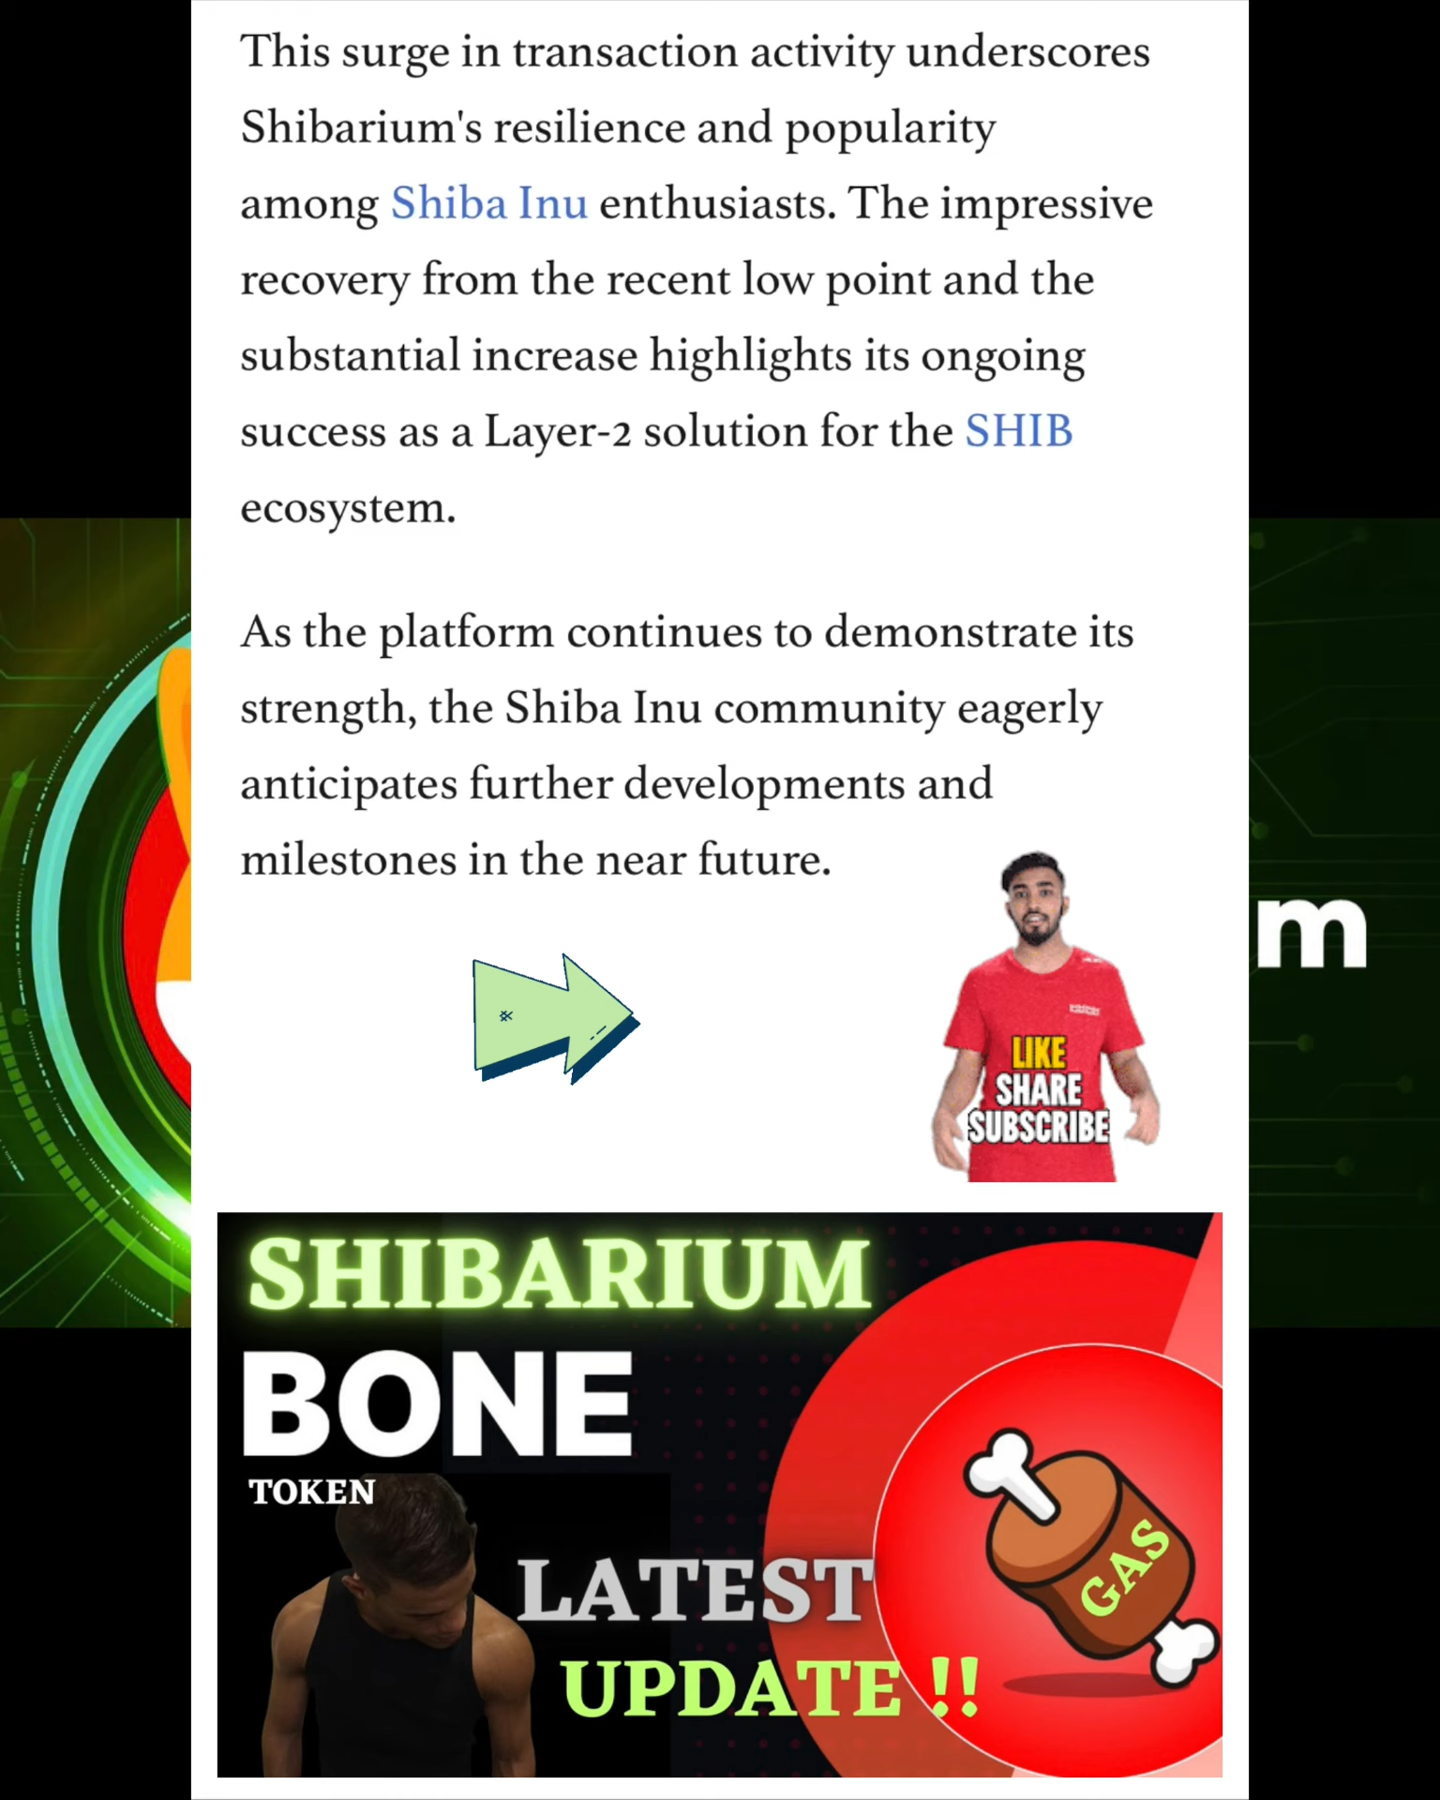 This surge in transaction activity underscores
Shibarium's resilience and popularity
among Shiba Inu enthusiasts. The impressive
recovery from the recent low point and the
substantial increase highlights its ongoing
success as a Layer-2 solution for the SHIB
ecosystem.
As the platform continues to demonstrate its
strength, the Shiba Inu community eagerly
anticipates further developments and
milestones in the near future.
m
LIKE
SHARE
SUBSCRIBE
SHIBARIUM
BONE
TOKEN
LATEST
UPDATE !!
GAS